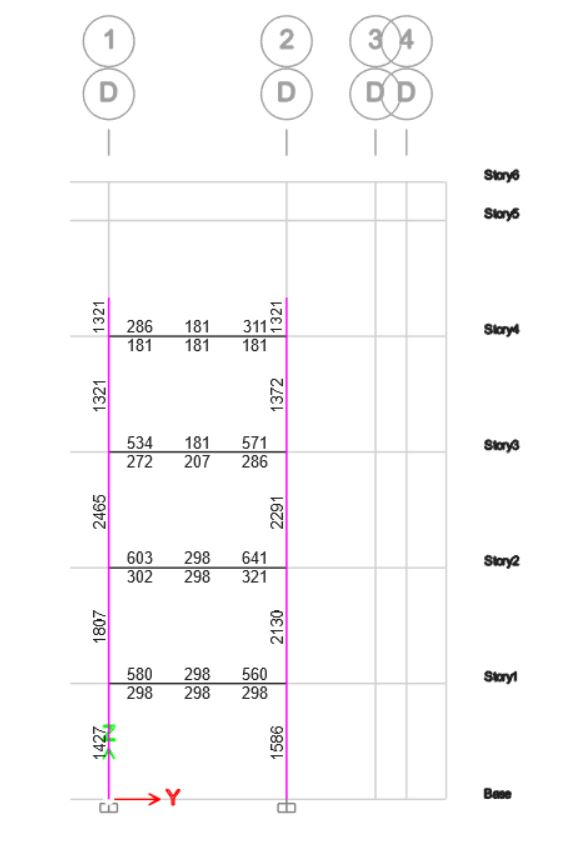 1 2 3 4
D D D D
Story6
Story5
1321 1321
286 181 311
Story4
181 181 181
1321 1372
534 181 571
Story3
272 207 286
2465 2291
603 298 641
Story2
302 298 321
1807 2130
580 298 560
Story1
298 298 298
1427 1586
Z
Base
Y